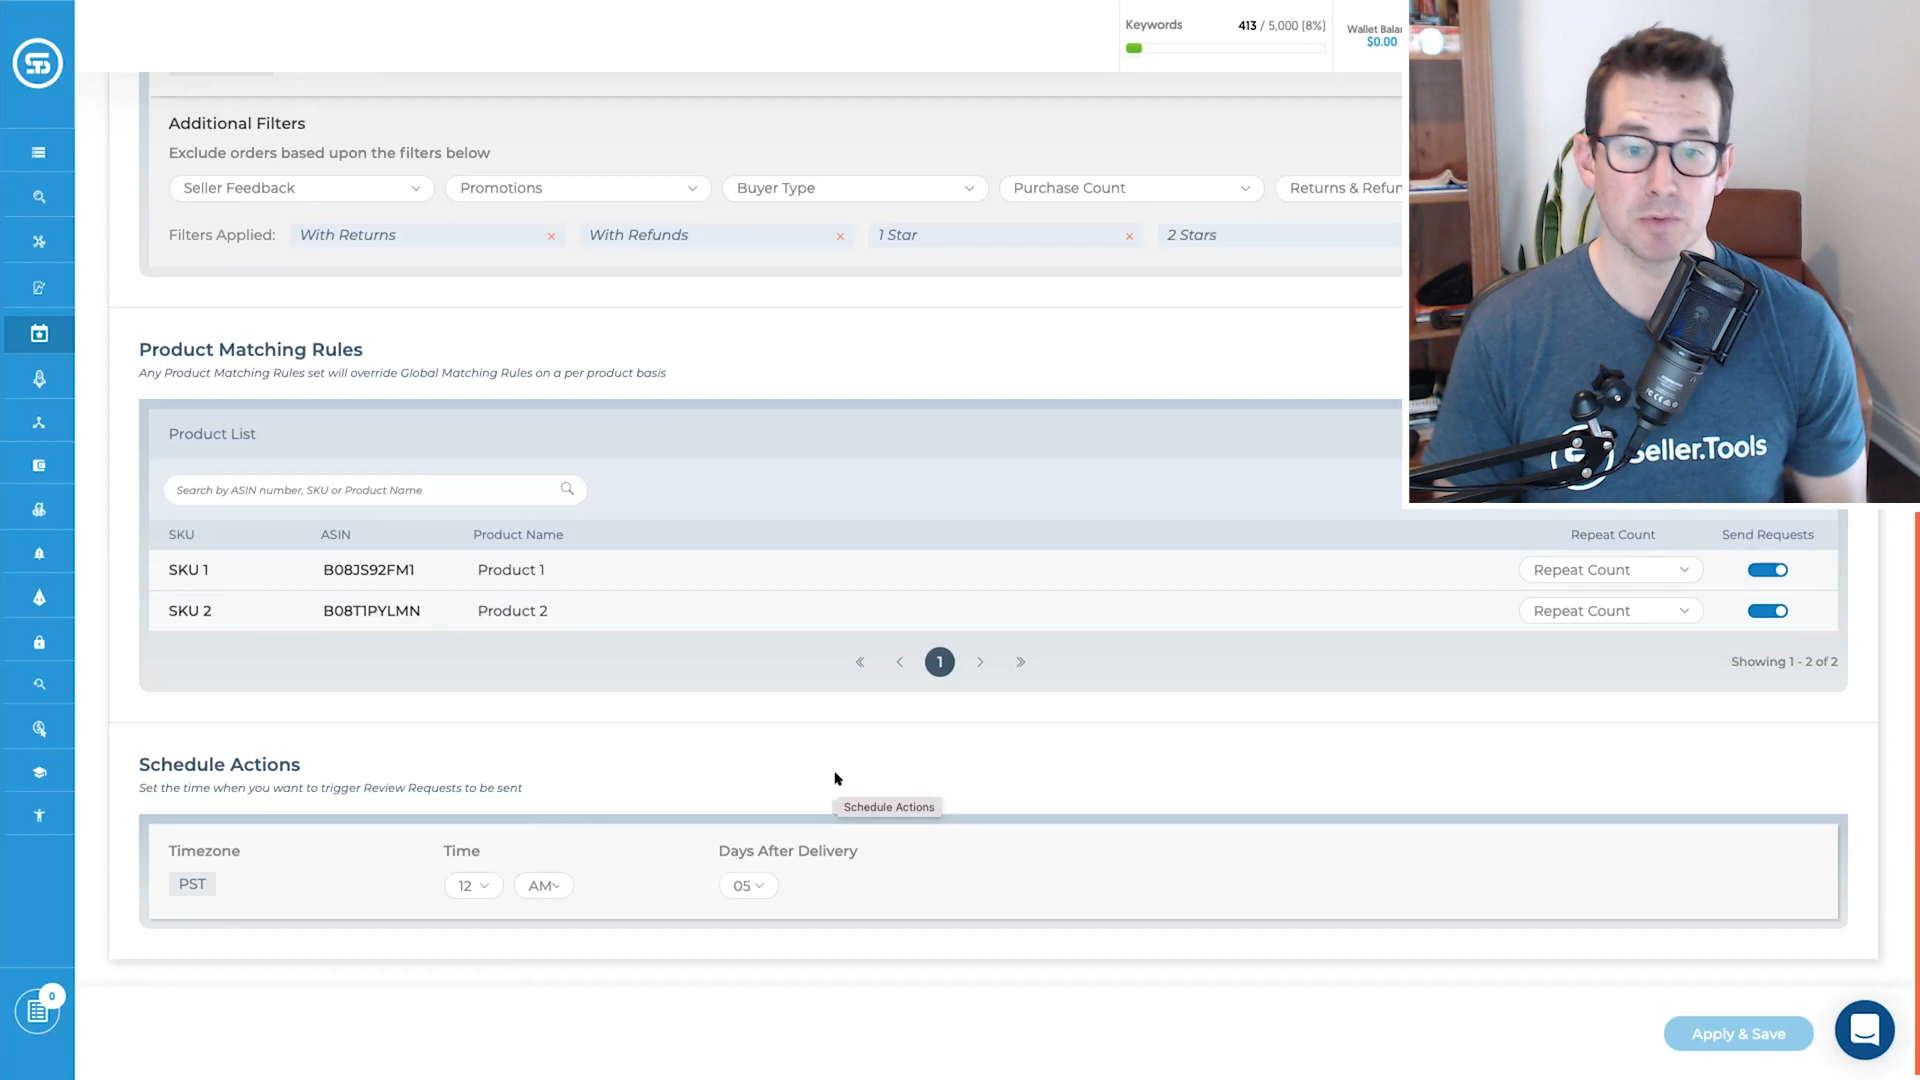 Keywords 413 / 5,000 (8%)
Wallet Balan
$0.00
Additional Filters
Exclude orders based upon the filters below
Seller Feedback Promotions Buyer Type Purchase Count Returns & Refun
Filters Applied: With Returns × With Refunds × 1 Star × 2 Stars
Product Matching Rules
Any Product Matching Rules set will override Global Matching Rules on a per product basis
Product List
Seller.Tools
Search by ASIN number, SKU or Product Name
SKU ASIN Product Name Repeat Count Send Requests
SKU 1 B08JS92FM1 Product 1 Repeat Count
SKU 2 B08T1PYLMN Product 2 Repeat Count
« < 1 > » Showing 1 - 2 of 2
Schedule Actions
Set the time when you want to trigger Review Requests to be sent
Schedule Actions
Timezone Time Days After Delivery
PST 12 AM 05
0
Apply & Save